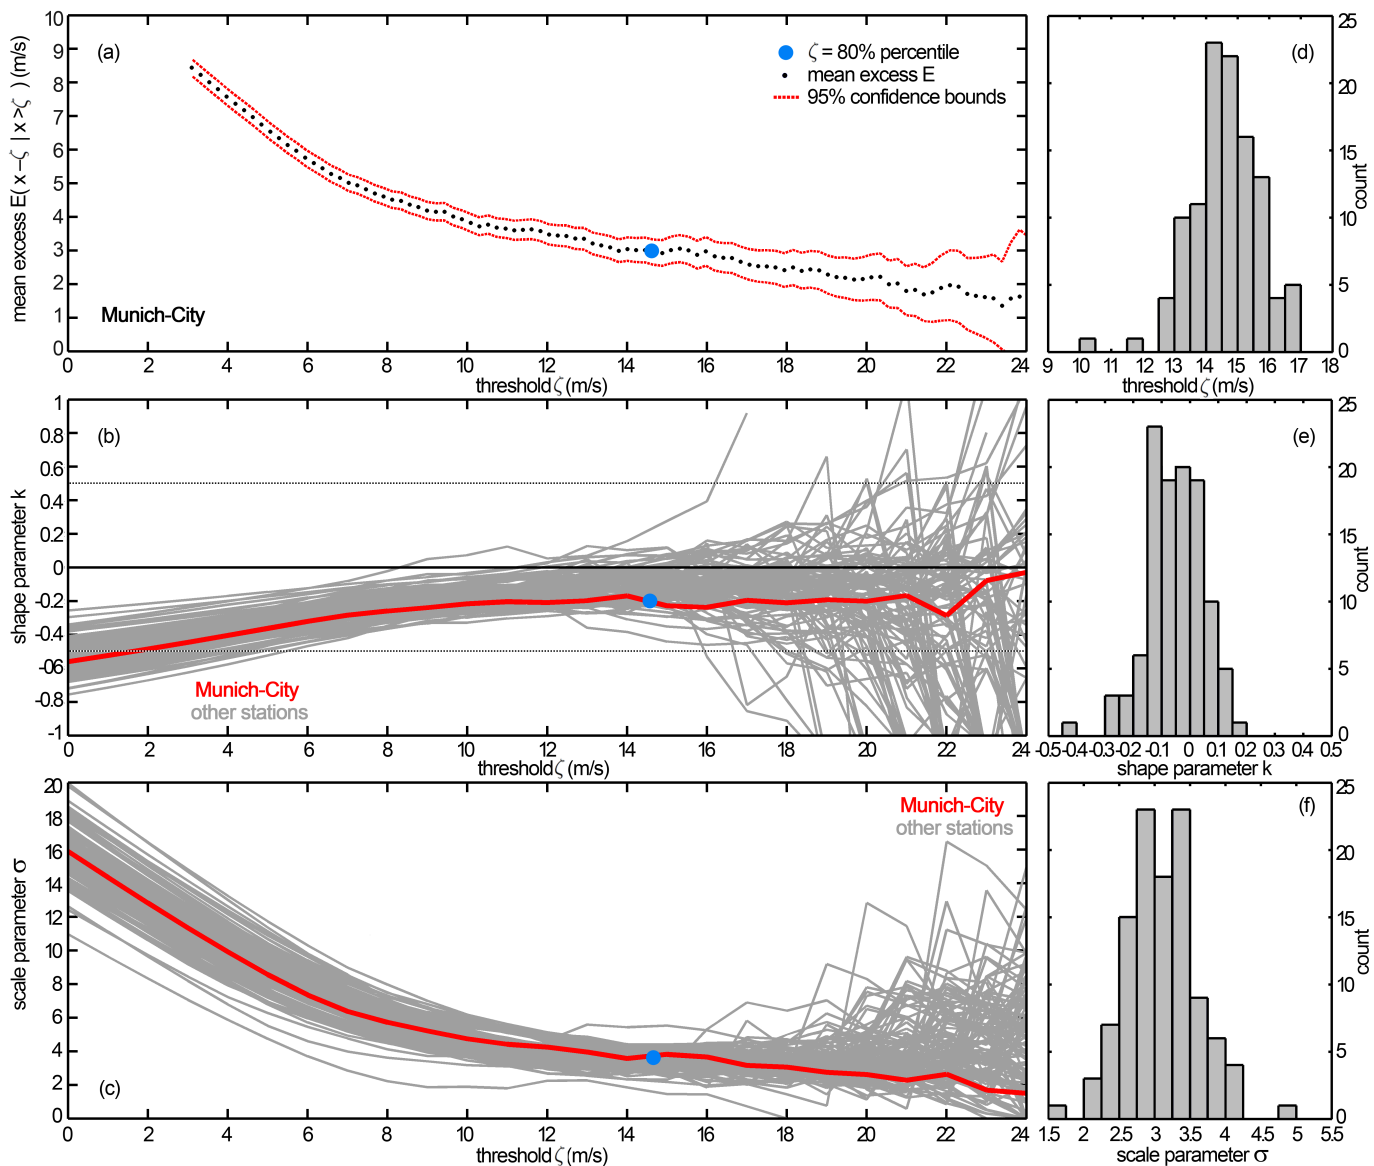 (a)
ζ = 80% percentile
mean excess E
95% confidence bounds
Munich-City
mean excess E( x −ζ | x >ζ ) (m/s)
10
9
8
7
6
5
4
3
2
1
0
0 2 4 6 8 10 12 14 16 18 20 22 24
threshold ζ (m/s)
(d)
25
20
15
10
5
0
count
9 10 11 12 13 14 15 16 17 18
threshold ζ (m/s)
(b)
Munich-City
other stations
shape parameter k
1
0.8
0.6
0.4
0.2
0
-0.2
-0.4
-06
-0.8
-1
0 2 4 6 8 10 12 14 16 18 20 22 24
threshold ζ (m/s)
(e)
25
20
15
10
5
0
count
-0.5 -0.4 -0.3 -0.2 -0.1 0 0.1 0.2 0.3 0.4 0.5
shape parameter k
(c)
Munich-City
other stations
scale parameter σ
20
18
16
14
12
10
8
6
4
2
0
0 2 4 6 8 10 12 14 16 18 20 22 24
threshold ζ (m/s)
(f)
25
20
15
10
5
0
count
1.5 2 2.5 3 3.5 4 4.5 5 5.5
scale parameter σ